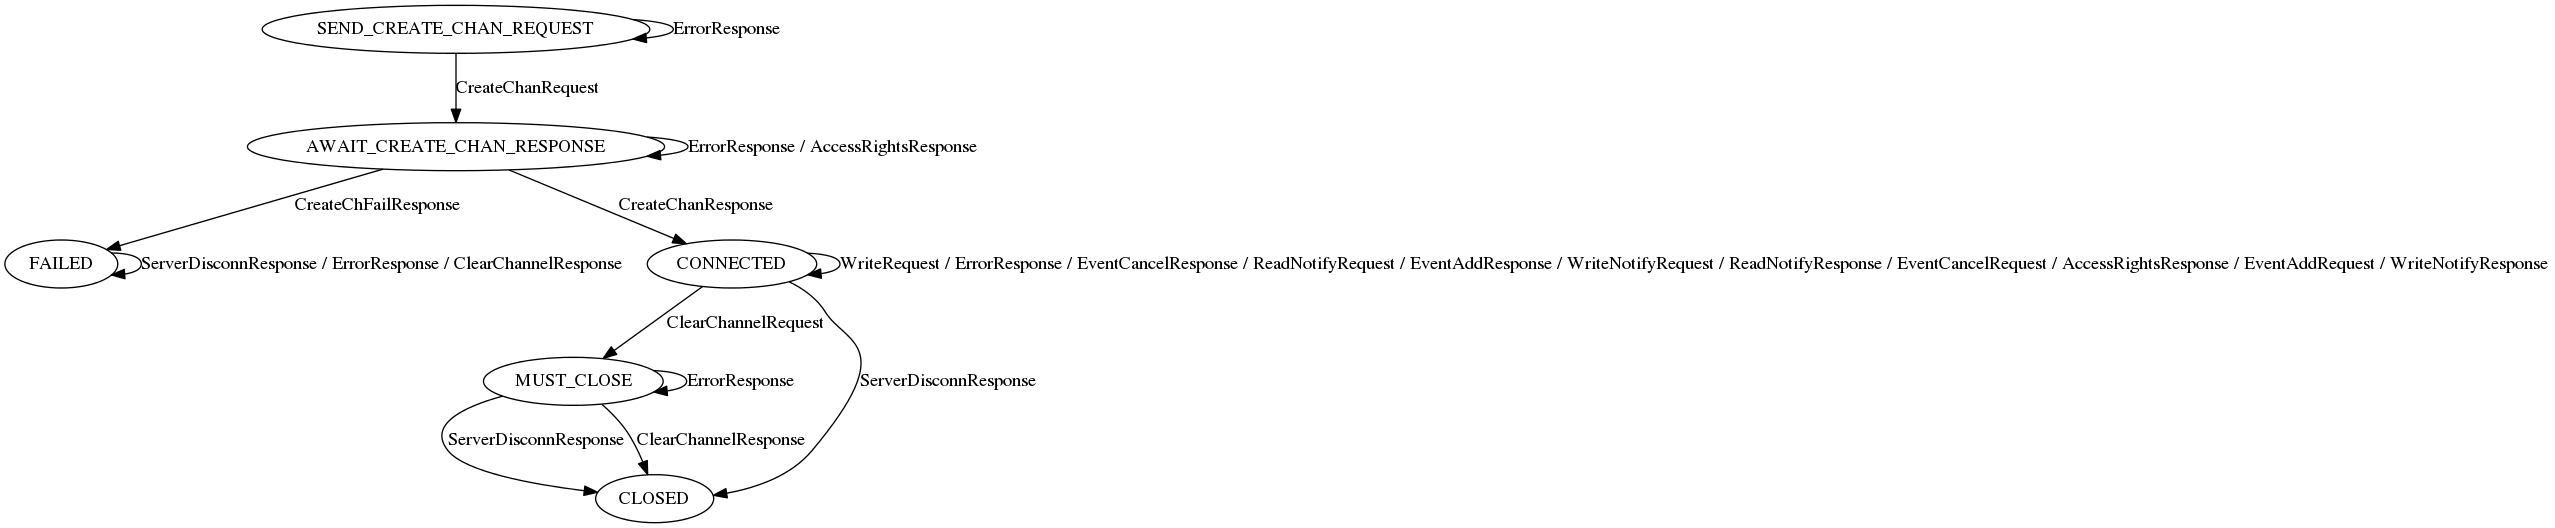 SEND_CREATE_CHAN_REQUEST
ErrorResponse
CreateChanRequest
AWAIT_CREATE_CHAN_RESPONSE
ErrorResponse / AccessRightsResponse
CreateChFailResponse
CreateChanResponse
FAILED
ServerDisconnResponse / ErrorResponse / ClearChannelResponse
CONNECTED
WriteRequest / ErrorResponse / EventCancelResponse / ReadNotifyRequest / EventAddResponse / WriteNotifyRequest / ReadNotifyResponse / EventCancelRequest / AccessRightsResponse / EventAddRequest / WriteNotifyResponse
ClearChannelRequest
MUST_CLOSE
ErrorResponse
ServerDisconnResponse
ServerDisconnResponse
ClearChannelResponse
CLOSED